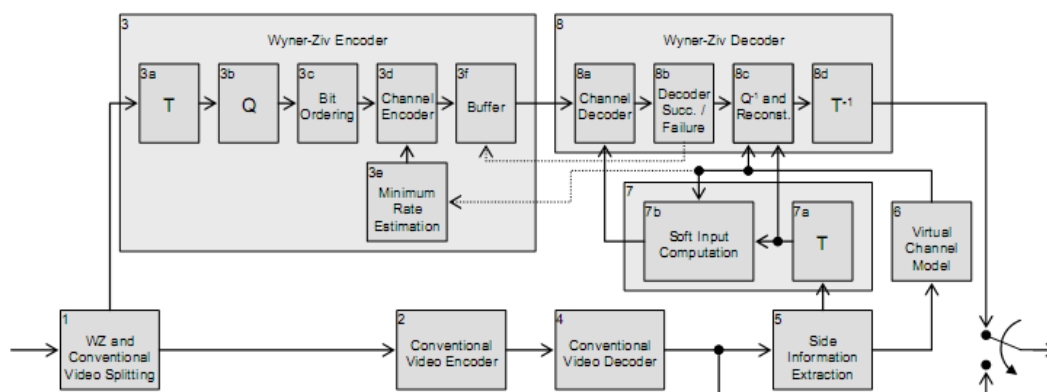 3
Wyner-Ziv Encoder
3a
T
3b
Q
3c
Bit
Ordering
3d
Channel
Encoder
3f
Buffer
3e
Minimum
Rate
Estimation
8
Wyner-Ziv Decoder
8a
Channel
Decoder
8b
Decoder
Succ. /
Failure
8c
Q-1 and
Reconst.
8d
T-1
7
7b
Soft Input
Computation
7a
T
6
Virtual
Channel
Model
1
WZ and
Conventional
Video Splitting
2
Conventional
Video Encoder
4
Conventional
Video Decoder
5
Side
Information
Extraction